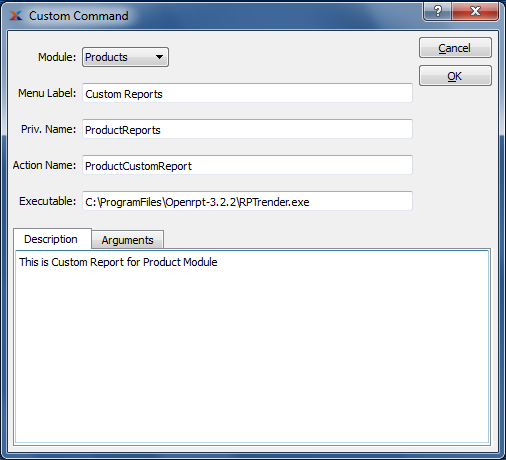 Custom Command
Module: Products
Cancel
OK
Menu Label: Custom Reports
Priv. Name: ProductReports
Action Name: ProductCustomReport
Executable: C:\ProgramFiles\Openrpt-3.2.2\RPTrender.exe
Description Arguments
This is Custom Report for Product Module